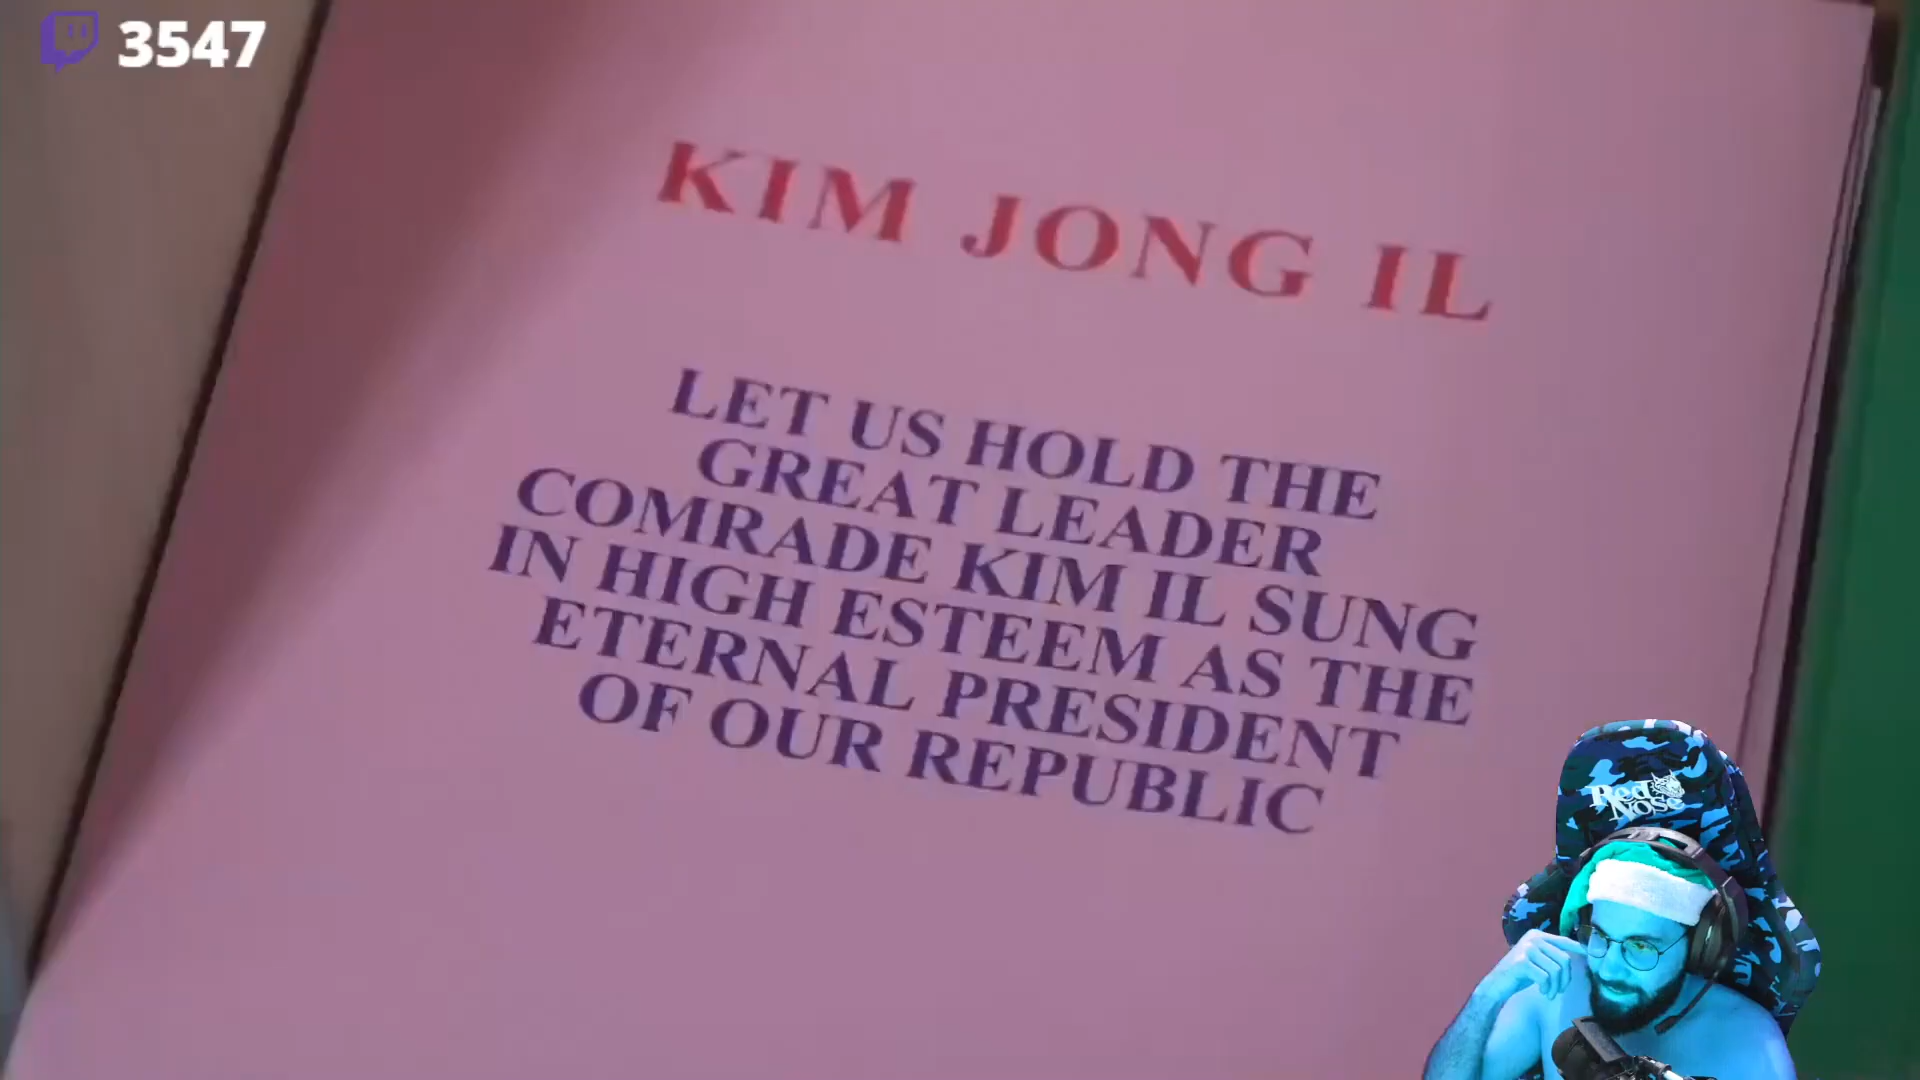 3547
KIM JONG IL
LET US HOLD THE
GREAT LEADER
COMRADE KIM IL SUNG
IN HIGH ESTEEM AS THE
ETERNAL PRESIDENT
OF OUR REPUBLIC
Red
Nose